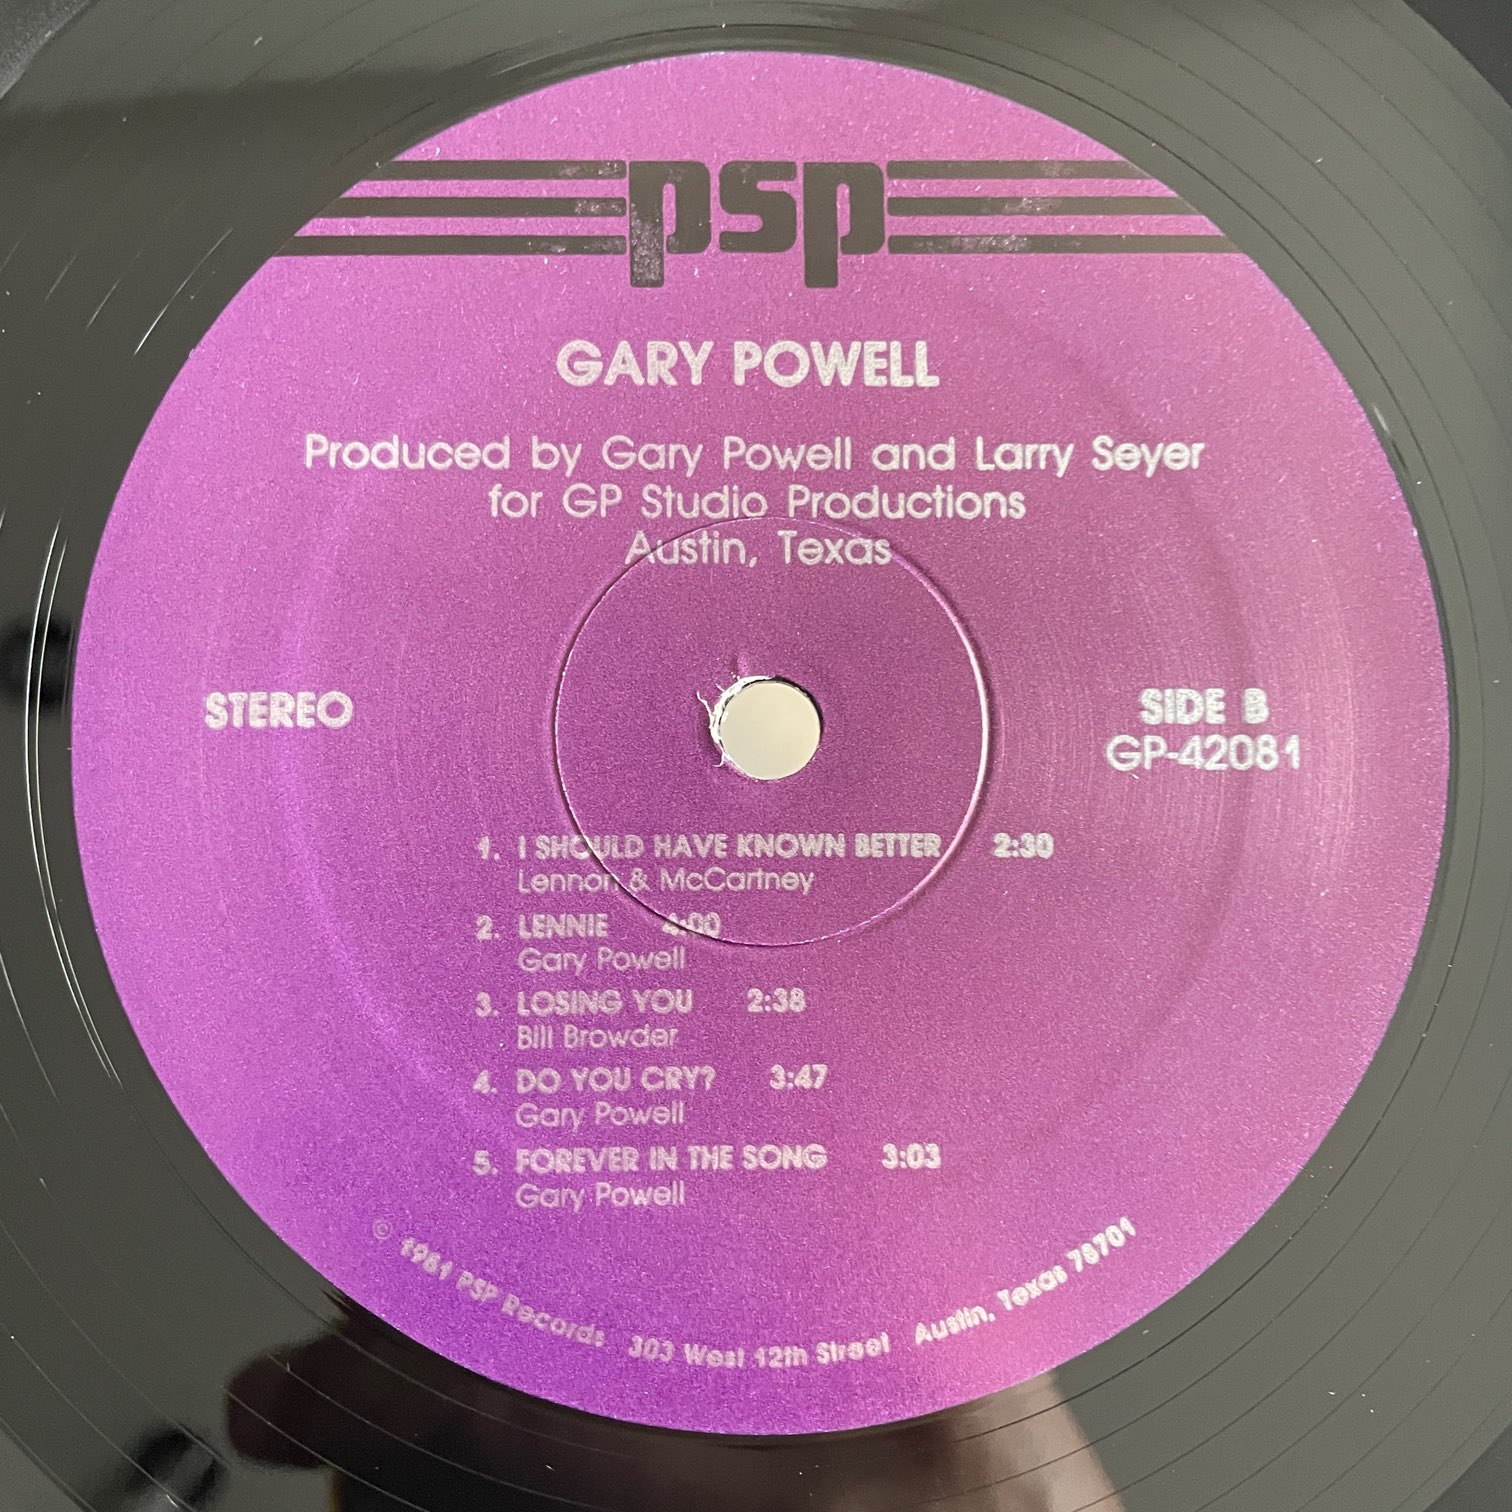 psp
GARY POWELL
Produced by Gary Powell and Larry Seyer
for GP Studio Productions
Austin, Texas
STEREO
SIDE B
GP-42081
1. I SHOULD HAVE KNOWN BETTER 2:30
Lennon & McCartney
2. LENNIE 4:00
Gary Powell
3. LOSING YOU 2:38
Bill Browder
4. DO YOU CRY? 3:47
Gary Powell
5. FOREVER IN THE SONG 3:03
Gary Powell
© 1981 PSP Records 303 West 12th Street Austin, Texas 78701